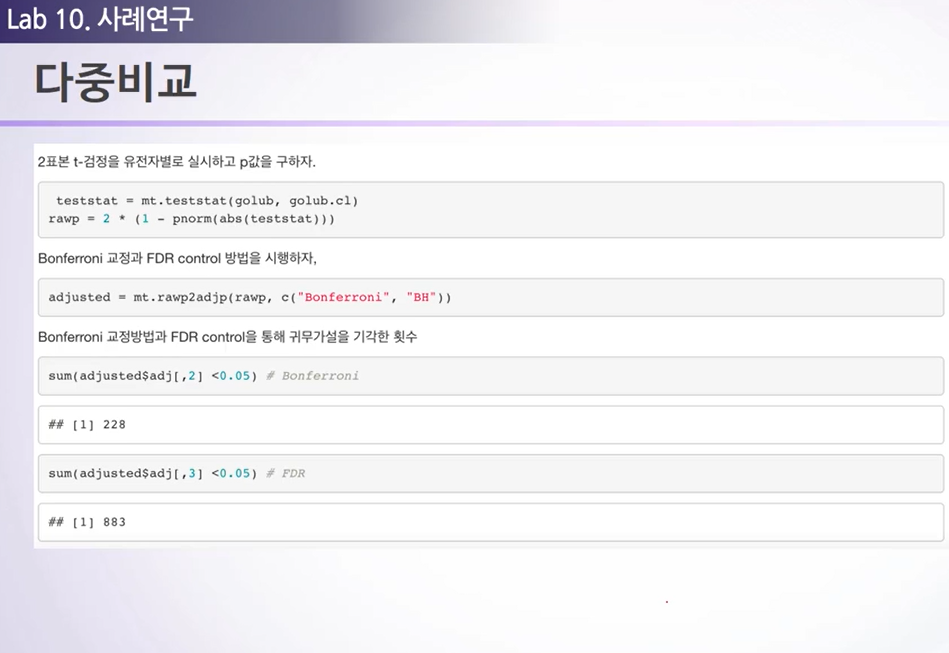 Lab 10. 사례연구
다중비교
2표본 t-검정을 유전자별로 실시하고 p값을 구하자.
teststat = mt.teststat(golub, golub.cl)
rawp = 2 * (1 - pnorm(abs(teststat)))
Bonferroni 교정과 FDR control 방법을 시행하자,
adjusted = mt.rawp2adjp(rawp, c("Bonferroni", "BH"))
Bonferroni 교정방법과 FDR control을 통해 귀무가설을 기각한 횟수
sum(adjusted$adj[,2] <0.05) # Bonferroni
## [1] 228
sum(adjusted$adj[,3] <0.05) # FDR
## [1] 883